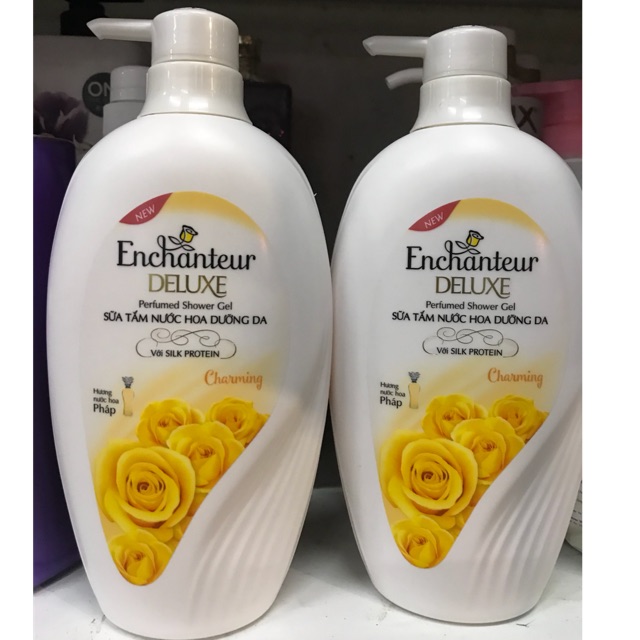 ON
NEW
Enchanteur
DELUXE
Perfumed Shower Gel
SỮA TẮM NƯỚC HOA DƯỠNG DA
Với SILK PROTEIN
Charming
Hương
nước hoa
Pháp
NEW
Enchanteur
DELUXE
Perfumed Shower Gel
SỮA TẮM NƯỚC HOA DƯỠNG DA
Với SILK PROTEIN
Charming
Hương
nước hoa
Pháp